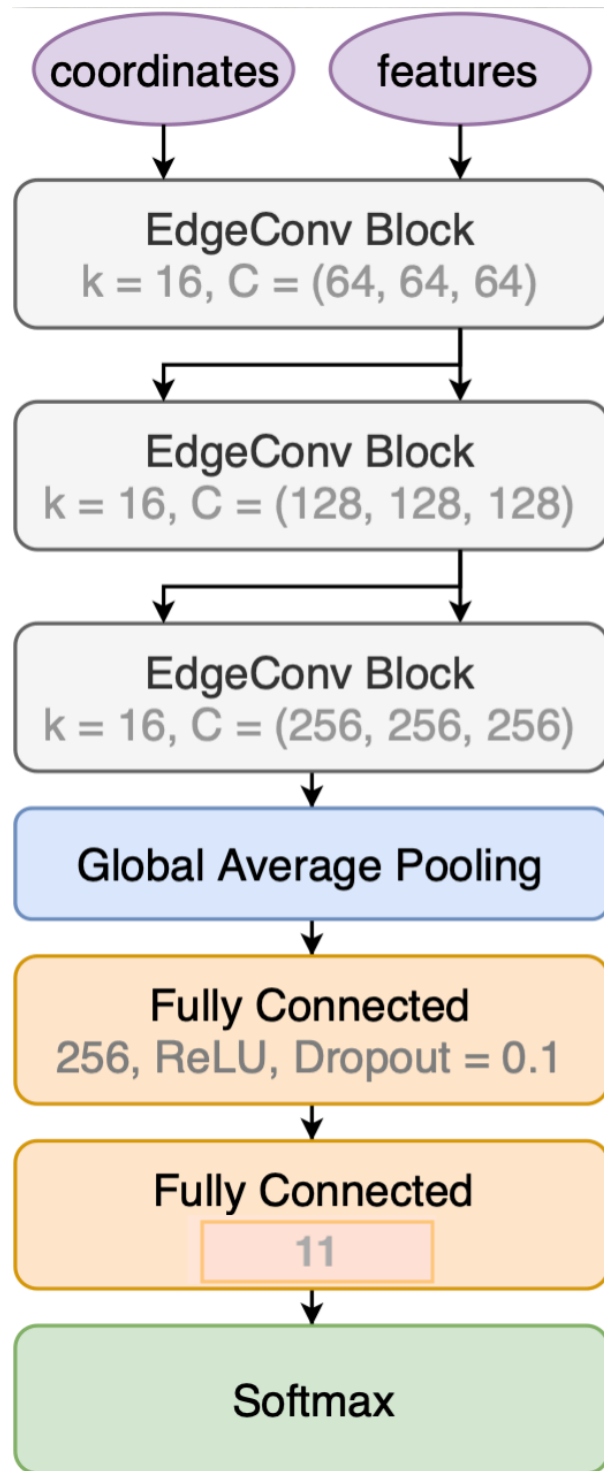 coordinates features
EdgeConv Block
k = 16, C = (64, 64, 64)
EdgeConv Block
k = 16, C = (128, 128, 128)
EdgeConv Block
k = 16, C = (256, 256, 256)
Global Average Pooling
Fully Connected
256, ReLU, Dropout = 0.1
Fully Connected
11
Softmax